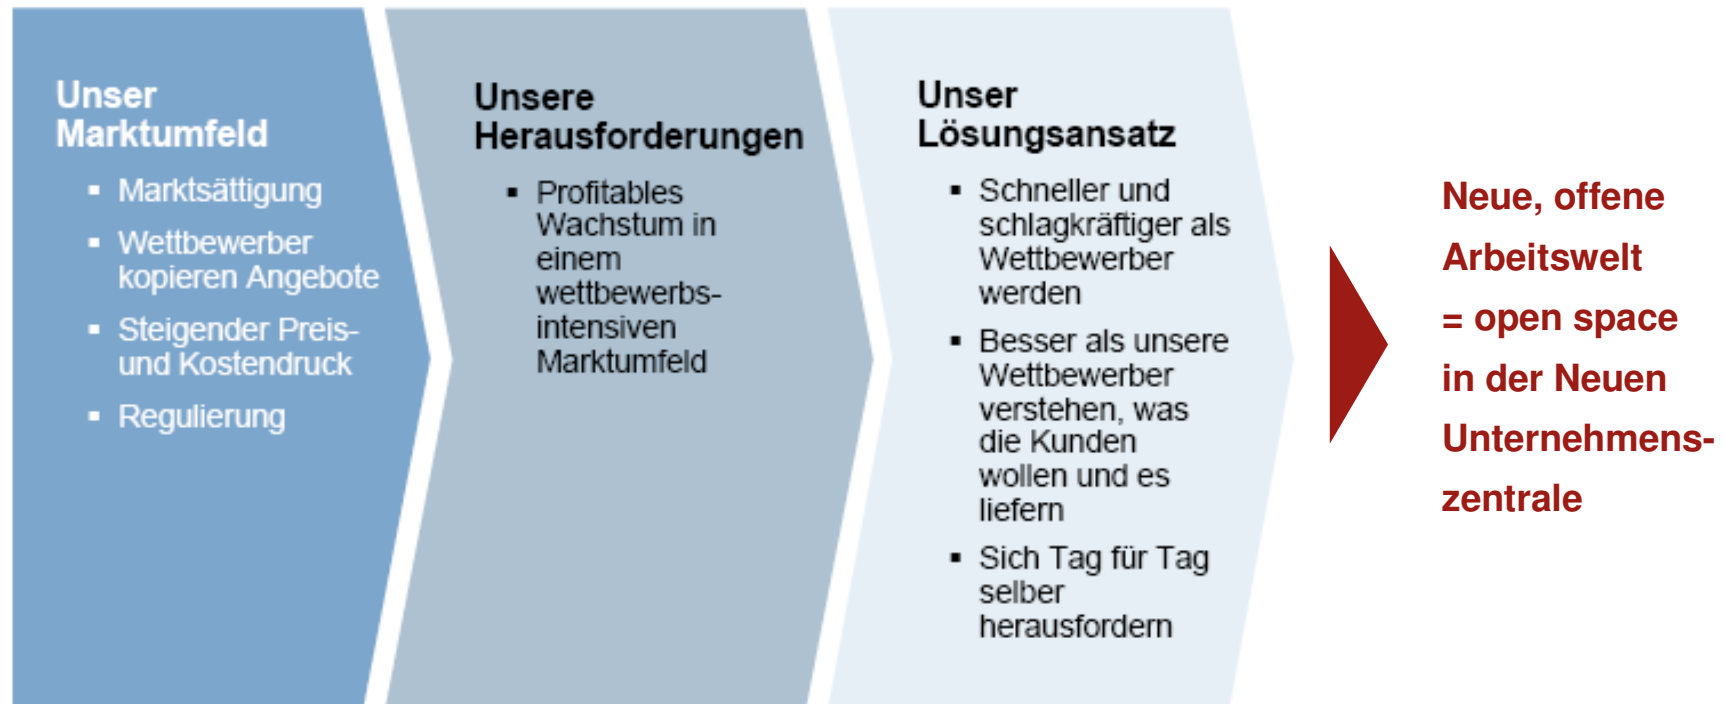 Unser
Marktumfeld
▪ Marktsättigung
▪ Wettbewerber
kopieren Angebote
▪ Steigender Preis-
und Kostendruck
▪ Regulierung
Unsere
Herausforderungen
▪ Profitables
Wachstum in
einem
wettbewerbs-
intensiven
Marktumfeld
Unser
Lösungsansatz
▪ Schneller und
schlagkräftiger als
Wettbewerber
werden
▪ Besser als unsere
Wettbewerber
verstehen, was
die Kunden
wollen und es
liefern
▪ Sich Tag für Tag
selber
herausfordern
Neue, offene
Arbeitswelt
= open space
in der Neuen
Unternehmens-
zentrale